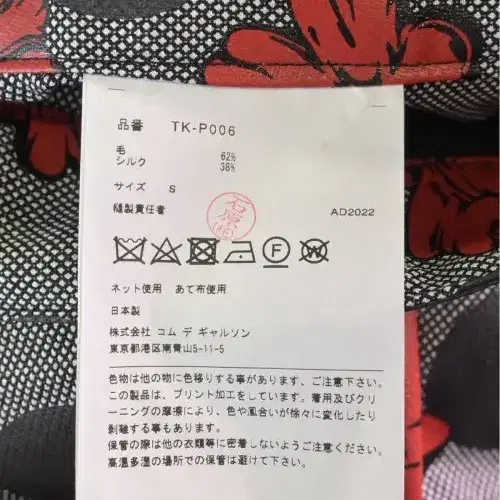 品番 TK-P006
毛 62%
シルク 38%
サイズ S
縫製責任者 石原 AD2022
F W
ネット使用 あて布使用
日本製
株式会社 コム デ ギャルソン
東京都港区南青山5-11-5
色物は他の物に色移りする事があります、ご注意下さい。
この製品は、プリント加工をしています。着用及びクリ
ーニングの摩擦により、色や風合いが徐々に変化したり
剥離する事もあります。
保管の際は他の衣類等に密着しないようご注意ください。
高温多湿の場所での保管は避けて下さい。